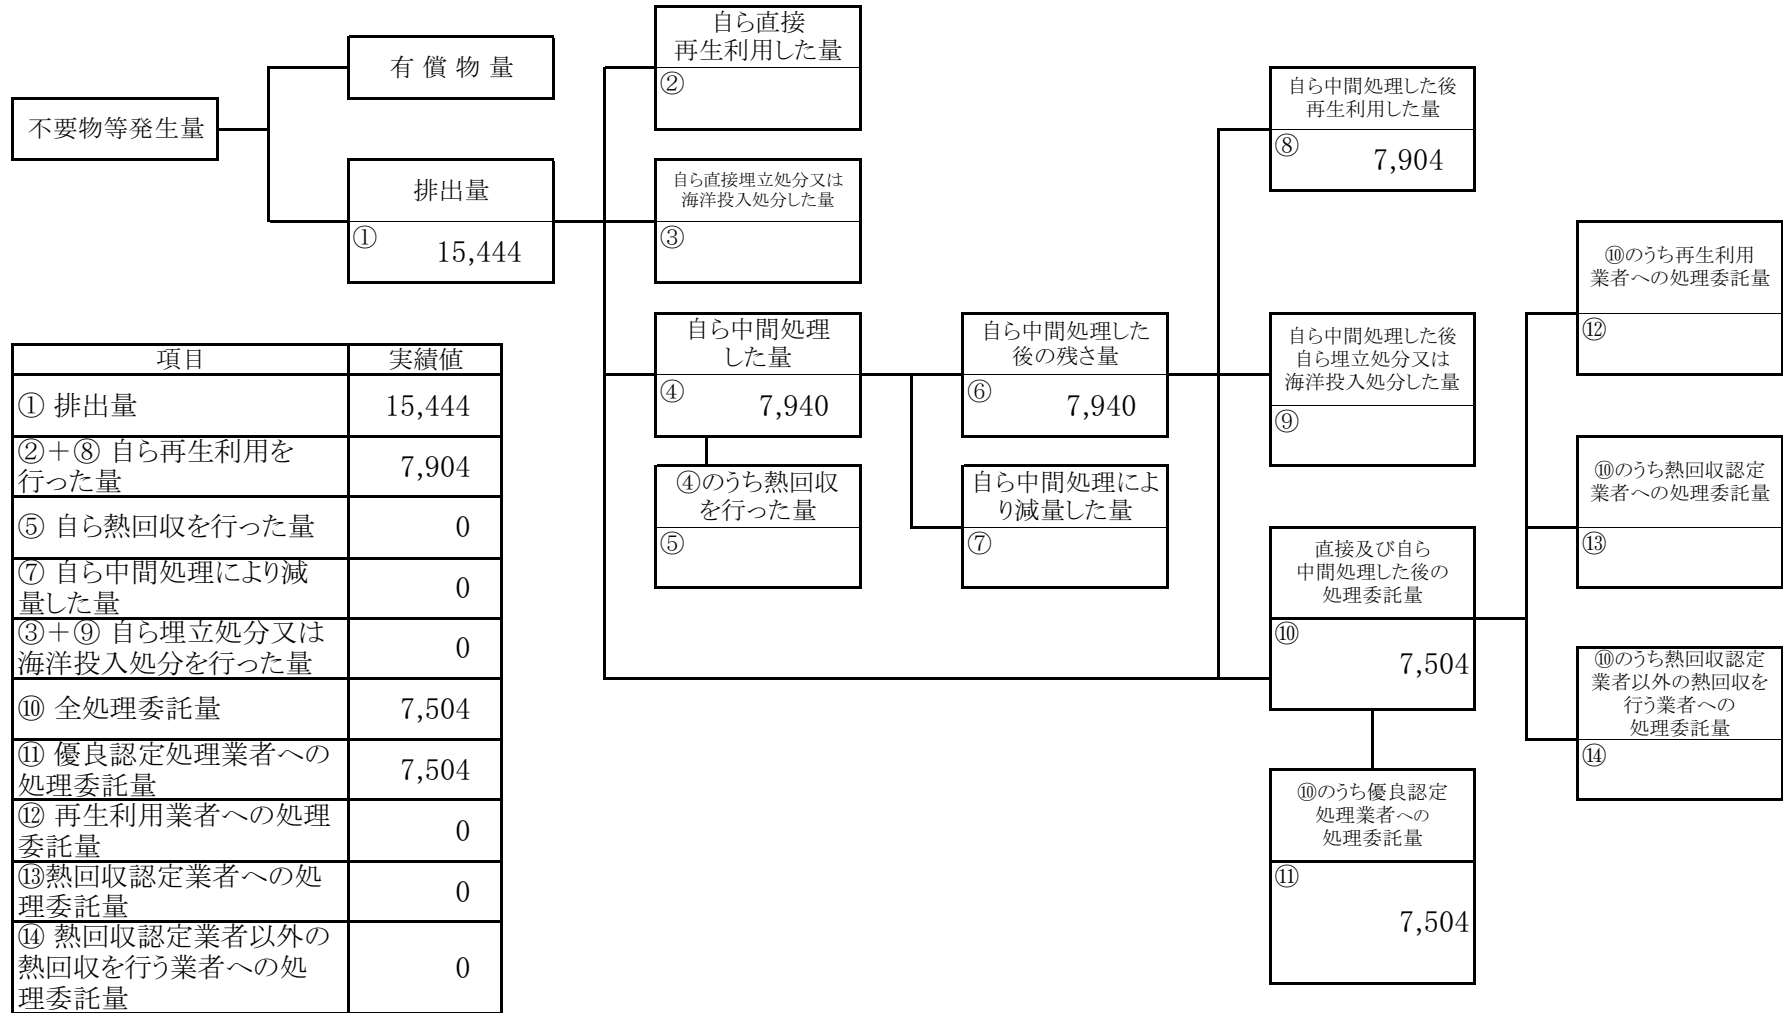 不要物等発生量
有 償 物 量
排出量
①
15,444
自ら直接
再生利用した量
②
自ら直接埋立処分又は
海洋投入処分した量
③
自ら中間処理
した量
④
7,940
④のうち熱回収
を行った量
⑤
自ら中間処理した
後の残さ量
⑥
7,940
自ら中間処理によ
り減量した量
⑦
自ら中間処理した後
再生利用した量
⑧
7,904
自ら中間処理した後
自ら埋立処分又は
海洋投入処分した量
⑨
直接及び自ら
中間処理した後の
処理委託量
⑩
7,504
⑩のうち優良認定
処理業者への
処理委託量
⑪
7,504
⑩のうち再生利用
業者への処理委託量
⑫
⑩のうち熱回収認定
業者への処理委託量
⑬
⑩のうち熱回収認定
業者以外の熱回収を
行う業者への
処理委託量
⑭
項目 実績値
① 排出量 15,444
②＋⑧ 自ら再生利用を
行った量 7,904
⑤ 自ら熱回収を行った量 0
⑦ 自ら中間処理により減
量した量 0
③＋⑨ 自ら埋立処分又は
海洋投入処分を行った量 0
⑩ 全処理委託量 7,504
⑪ 優良認定処理業者への
処理委託量 7,504
⑫ 再生利用業者への処理
委託量 0
⑬熱回収認定業者への処
理委託量 0
⑭ 熱回収認定業者以外の
熱回収を行う業者への処 0
理委託量